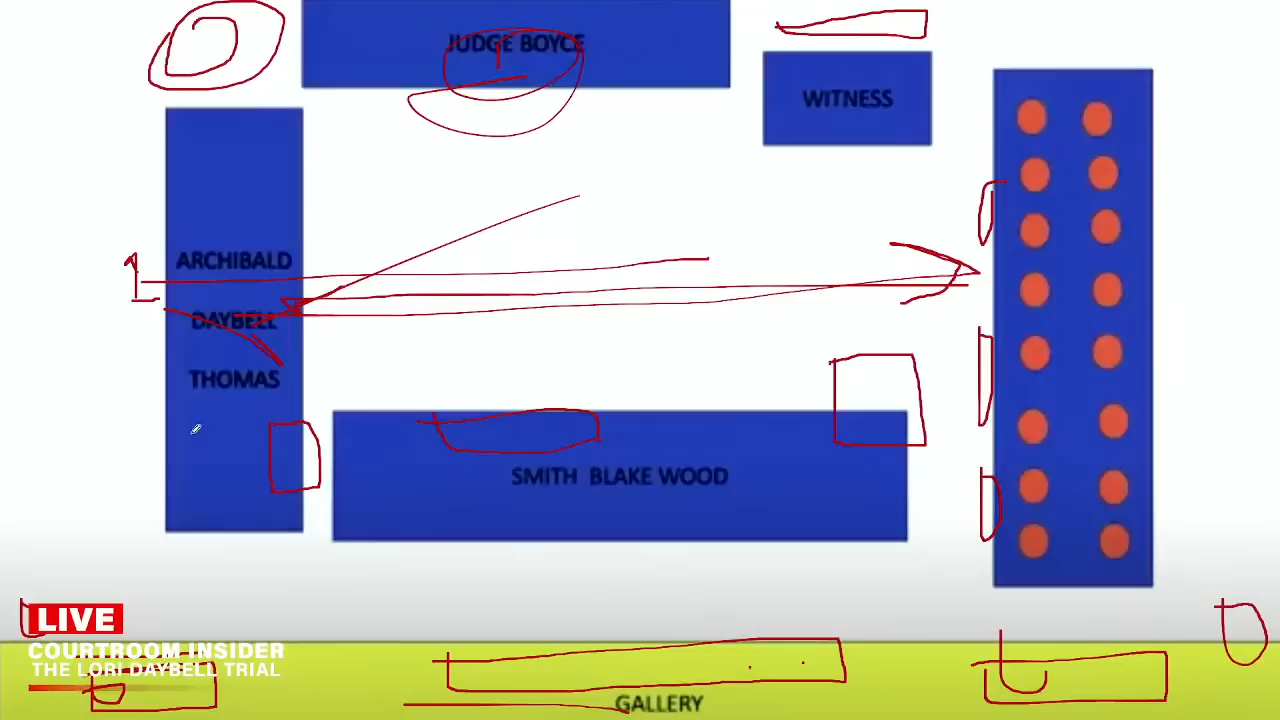 JUDGE BOYCE
WITNESS
ARCHIBALD
DAYBELL
THOMAS
SMITH BLAKE WOOD
LIVE
COURTROOM INSIDER
THE LORI DAYBELL TRIAL
GALLERY